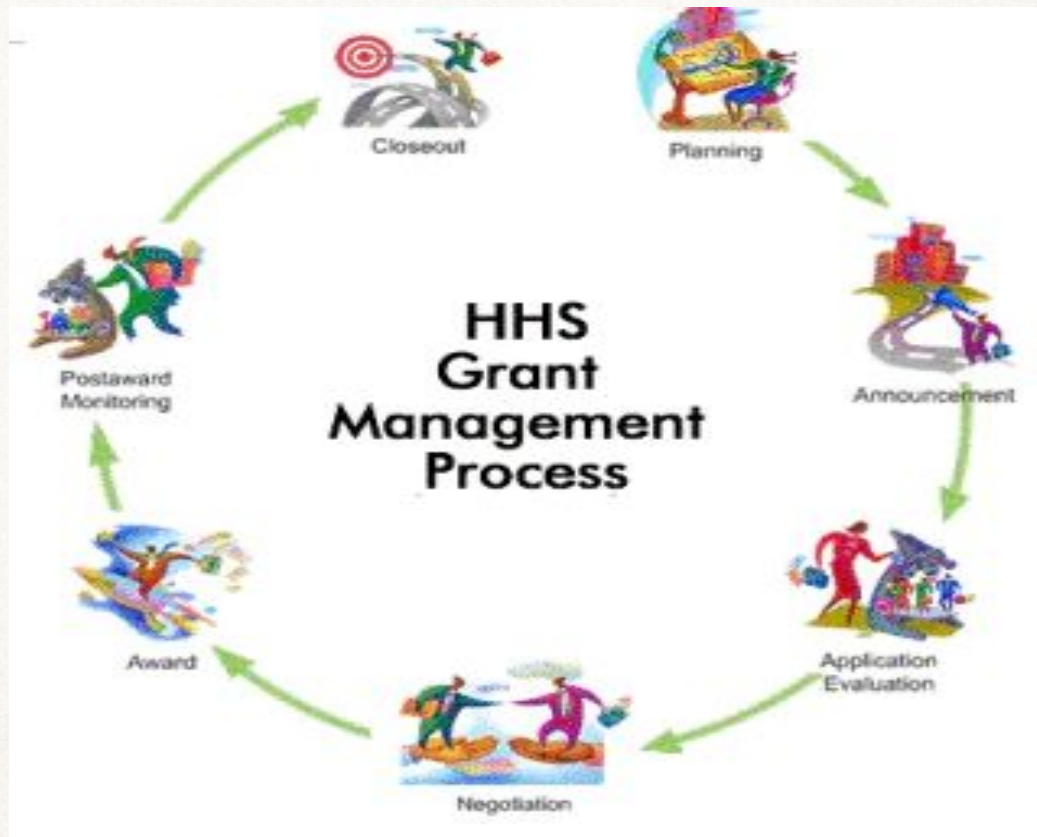 HHS
Grant
Management
Process
Planning
Announcement
Application
Evaluation
Negotiation
Award
Postaward
Monitoring
Closeout